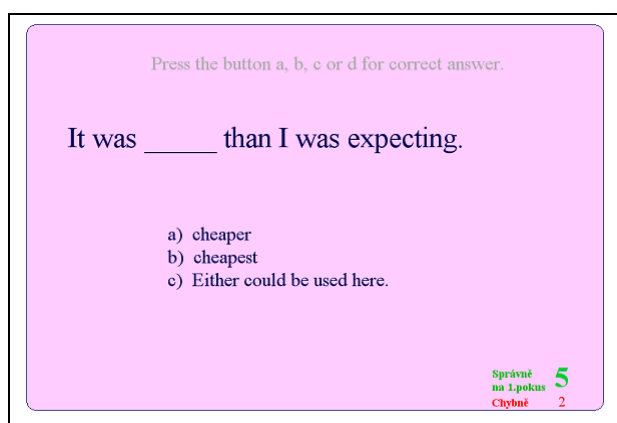 Press the button a, b, c or d for correct answer.
It was _____ than I was expecting.
a) cheaper
b) cheapest
c) Either could be used here.
Správně
na 1.pokus 5
Chybně 2